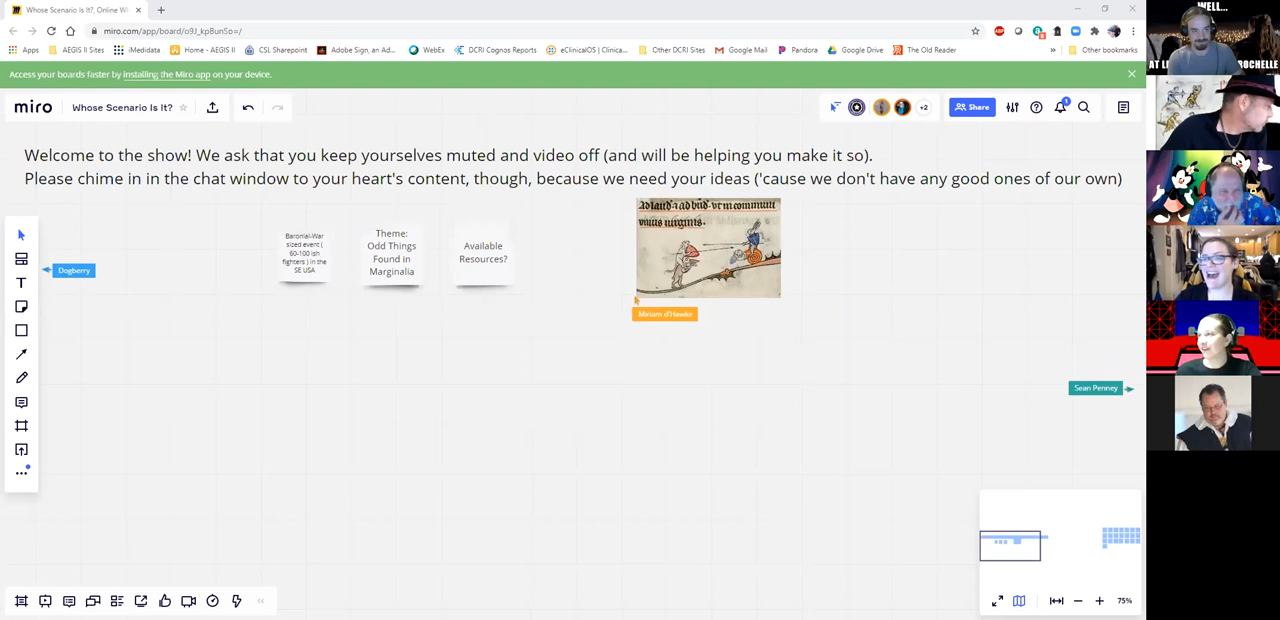 Whose Scenario Is It?, Online W
miro.com/app/board/o9J_kpBunSo=/
Apps
AEGIS II Sites
iMedidata
Home - AEGIS II
CSL Sharepoint
Adobe Sign, an Ad...
WebEx
DCRI Cognos Reports
eClinicalOS | Clinica...
Other DCRI Sites
Google Mail
Pandora
Google Drive
The Old Reader
»
Other bookmarks
Access your boards faster by installing the Miro app on your device.
miro
Whose Scenario Is It?
+2
Share
1
Welcome to the show! We ask that you keep yourselves muted and video off (and will be helping you make it so).
Please chime in in the chat window to your heart's content, though, because we need your ideas ('cause we don't have any good ones of our own)
Baronial-War
sized event (
60-100 ish
fighters ) in the
SE USA
Theme:
Odd Things
Found in
Marginalia
Available
Resources?
Dogberry
Miriam d'Hawke
Sean Penney
75%
WELL...